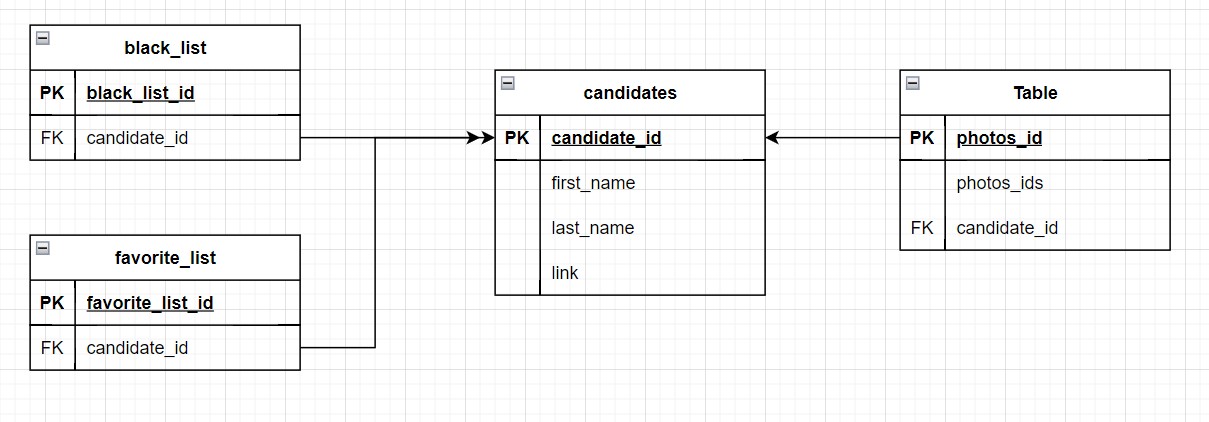 black_list
PK black_list_id
FK candidate_id
favorite_list
PK favorite_list_id
FK candidate_id
candidates
PK candidate_id
first_name
last_name
link
Table
PK photos_id
photos_ids
FK candidate_id